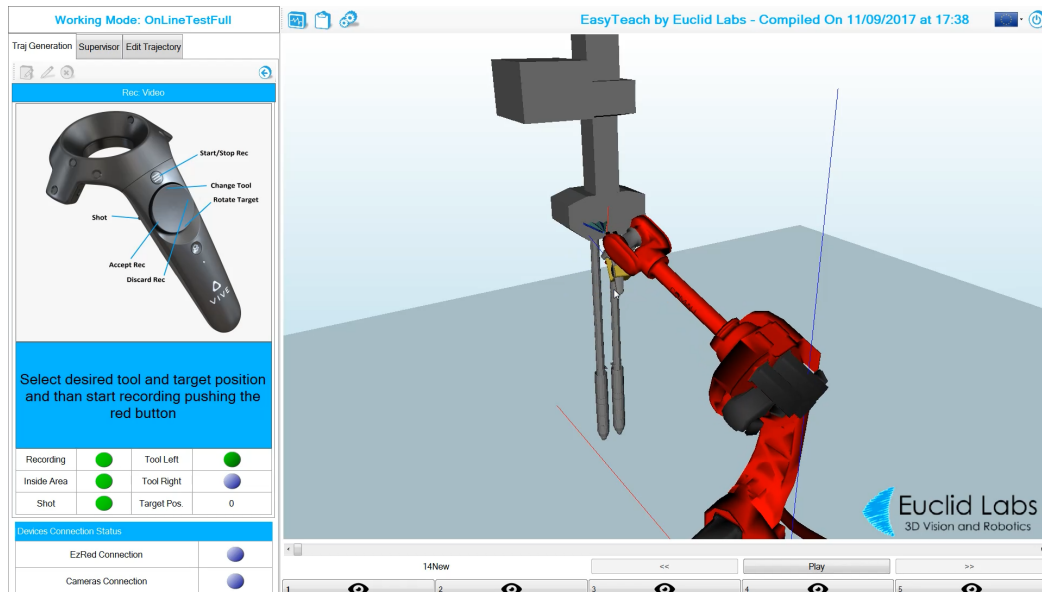 Working Mode: OnLineTestFull
EasyTeach by Euclid Labs - Compiled On 11/09/2017 at 17:38
Traj Generation Supervisor Edit Trajectory
Rec. Video
Start/Stop Rec
Change Tool
Rotate Target
Shot
Accept Rec
Discard Rec
VIVE
Select desired tool and target position
and than start recording pushing the
red button
Recording Tool Left
Inside Area Tool Right
Shot Target Pos. 0
Devices Connection Status
EzRed Connection
Cameras Connection
Euclid Labs
3D Vision and Robotics
14New << Play >>
1 2 3 4 5